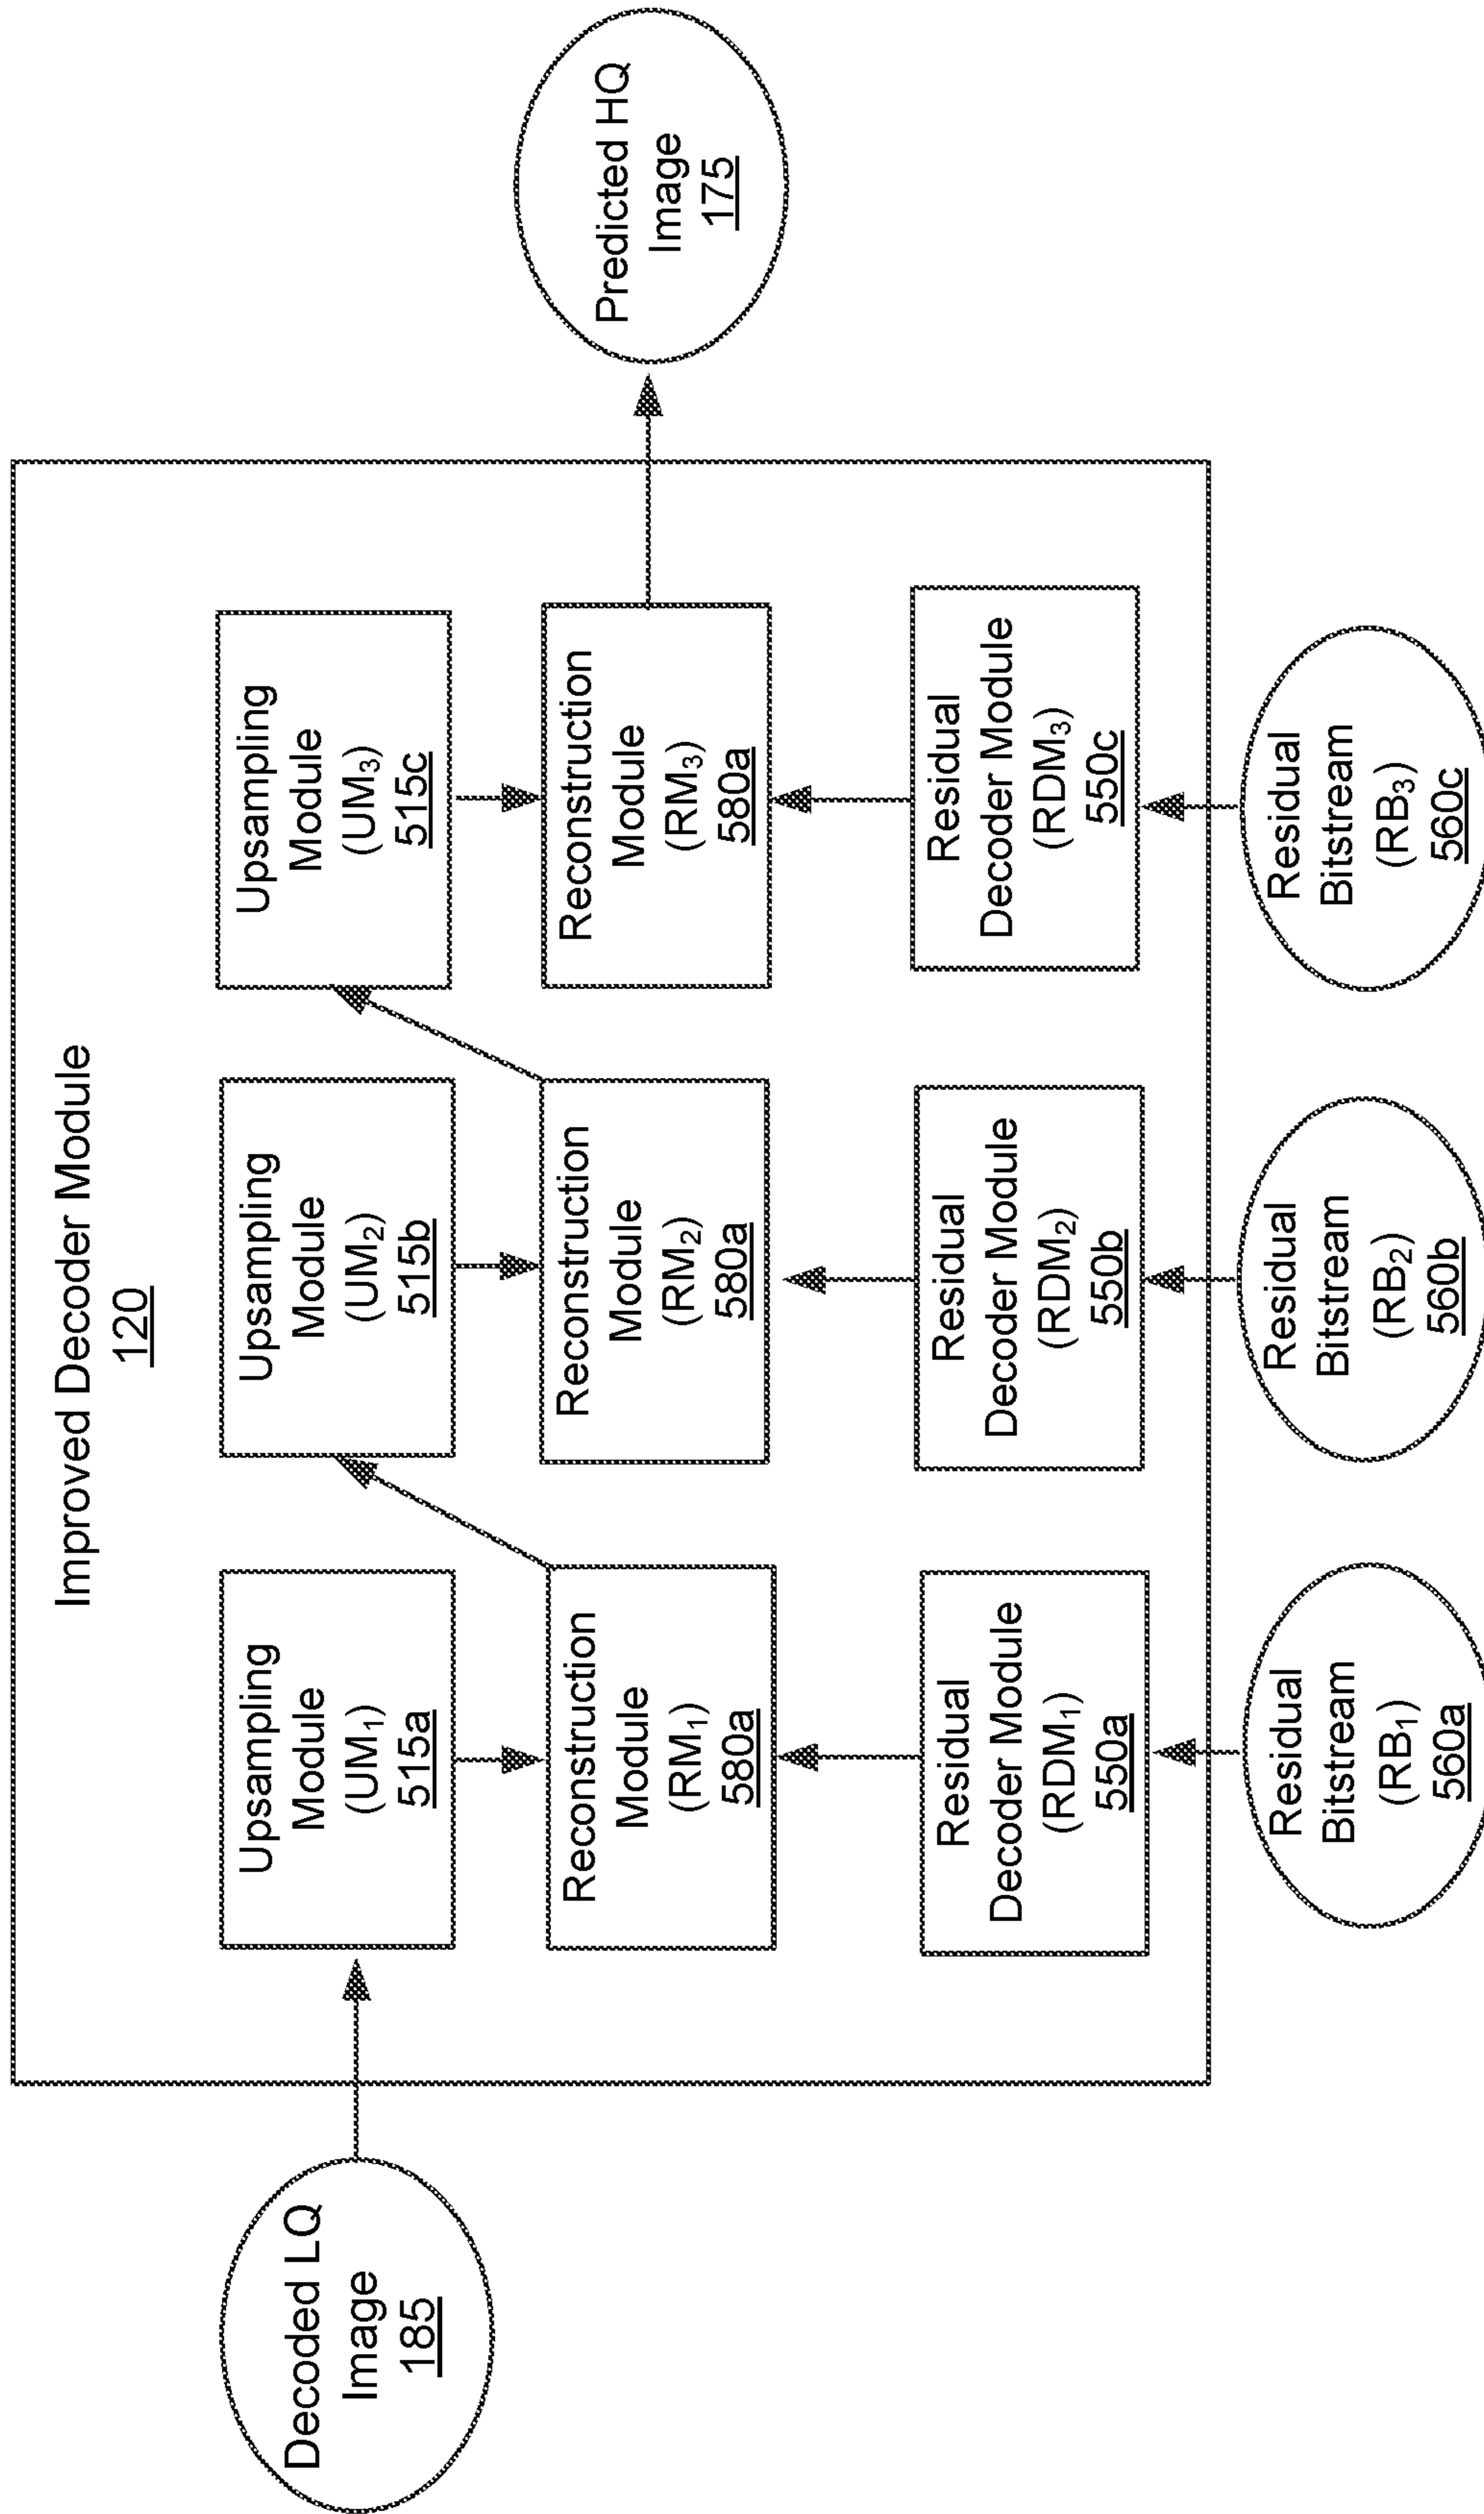 Improved Decoder Module
120
Decoded LQ
Image
185
Upsampling
Module
(UM₁)
515a
Upsampling
Module
(UM₂)
515b
Upsampling
Module
(UM₃)
515c
Reconstruction
Module
(RM₁)
580a
Reconstruction
Module
(RM₂)
580a
Reconstruction
Module
(RM₃)
580a
Predicted HQ
Image
175
Residual
Decoder Module
(RDM₁)
550a
Residual
Decoder Module
(RDM₂)
550b
Residual
Decoder Module
(RDM₃)
550c
Residual
Bitstream
(RB₁)
560a
Residual
Bitstream
(RB₂)
560b
Residual
Bitstream
(RB₃)
560c